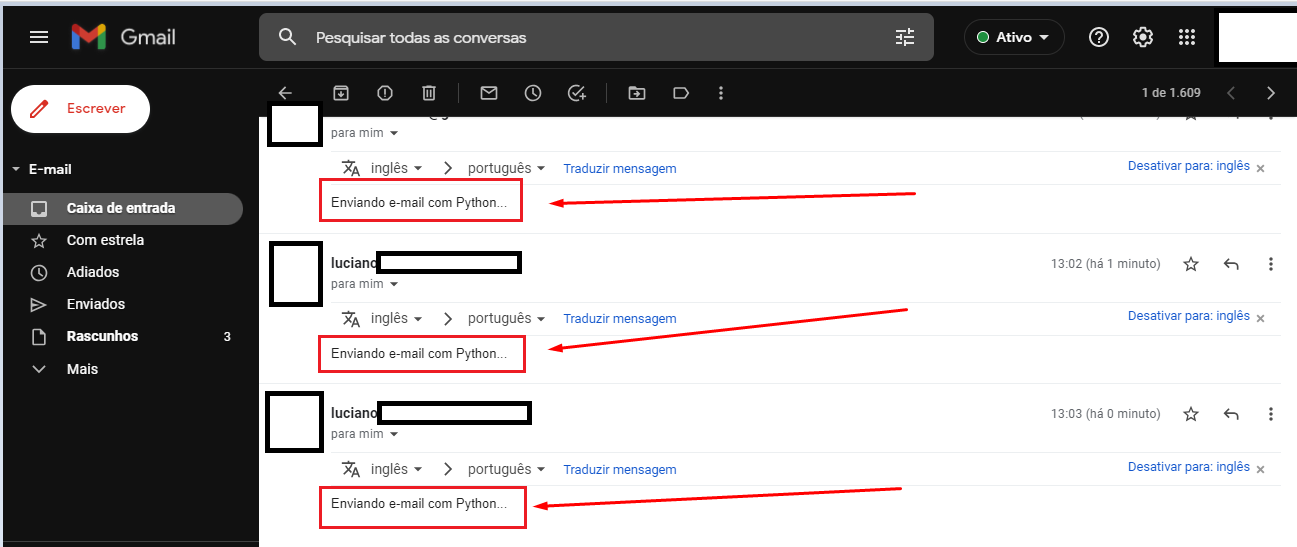 Gmail
Pesquisar todas as conversas
Ativo
Escrever
1 de 1.609
E-mail
Caixa de entrada
Com estrela
Adiados
Enviados
Rascunhos 3
Mais
para mim
inglês português Traduzir mensagem Desativar para: inglês ×
Enviando e-mail com Python...
luciano 13:02 (há 1 minuto)
para mim
inglês português Traduzir mensagem Desativar para: inglês ×
Enviando e-mail com Python...
luciano 13:03 (há 0 minuto)
para mim
inglês português Traduzir mensagem Desativar para: inglês ×
Enviando e-mail com Python...